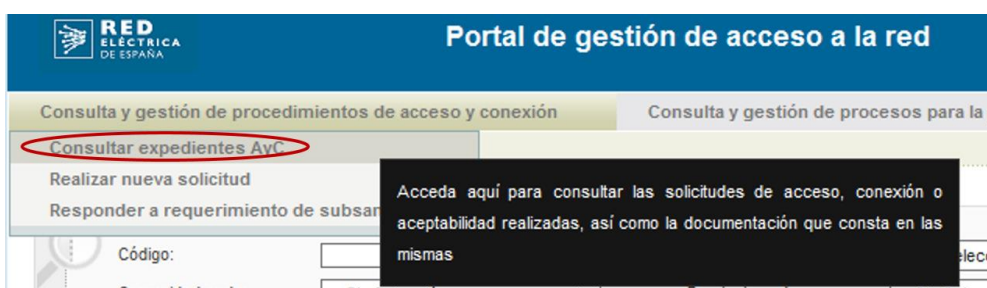 RED
ELÉCTRICA
DE ESPAÑA
Portal de gestión de acceso a la red
Consulta y gestión de procedimientos de acceso y conexión
Consulta y gestión de procesos para la
Consultar expedientes AyC
Realizar nueva solicitud
Responder a requerimiento de subsan
Acceda aquí para consultar las solicitudes de acceso, conexión o
aceptabilidad realizadas, así como la documentación que consta en las
mismas
Código: